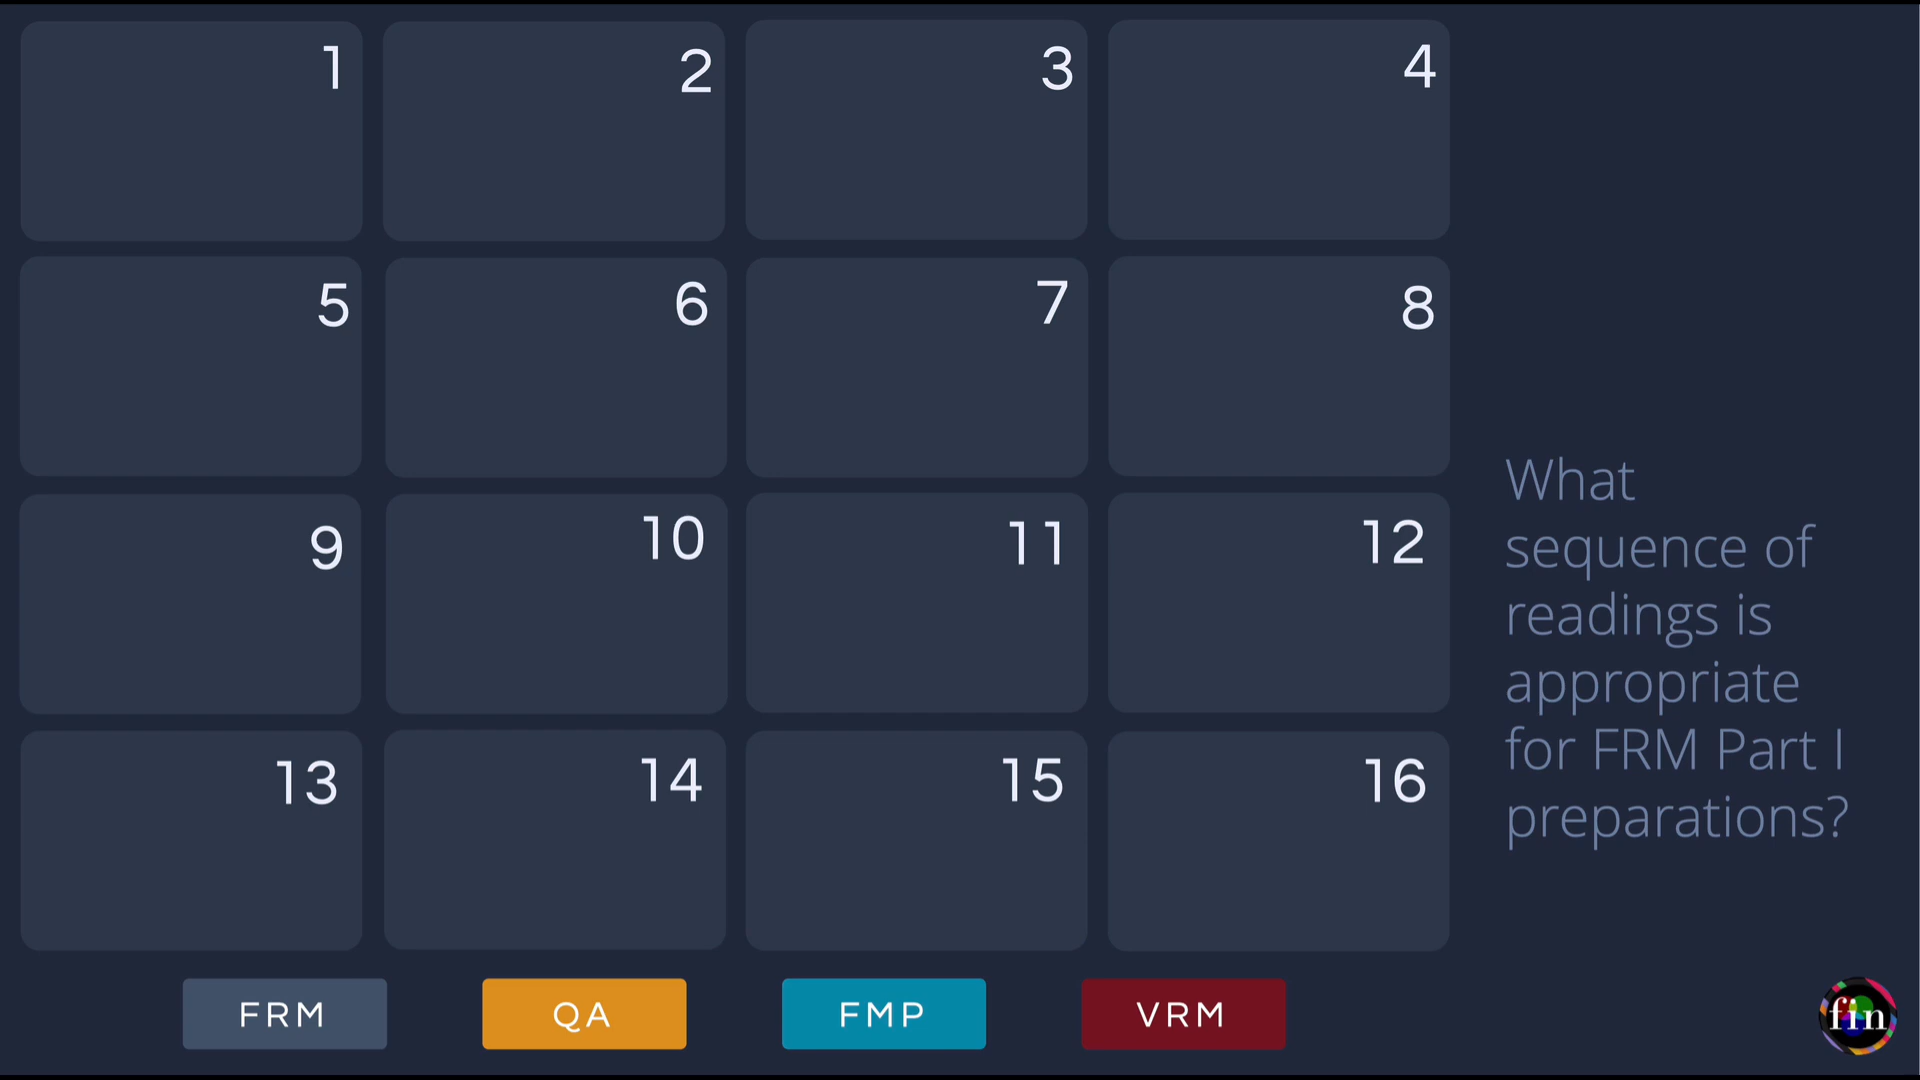 1
2
3
4
5
6
7
8
9
10
11
12
13
14
15
16
What
sequence of
readings is
appropriate
for FRM Part I
preparations?
FRM
QA
FMP
VRM
fin